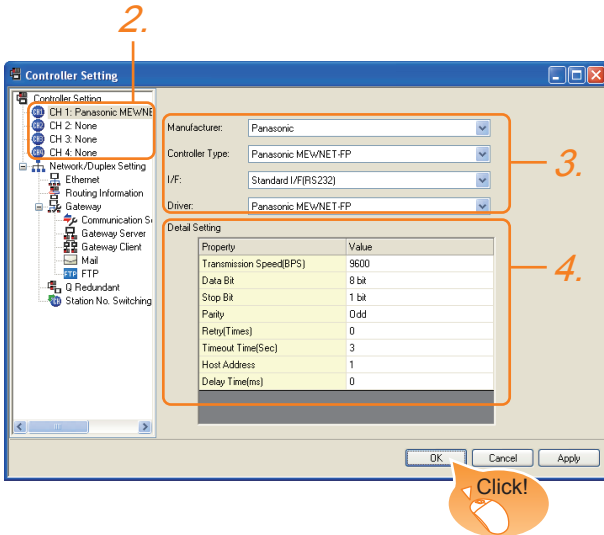 2.
Controller Setting
Controller Setting
CH 1: Panasonic MEWNE
CH 2: None
CH 3: None
CH 4: None
Network/Duplex Setting
Ethernet
Routing Information
Gateway
Communication S
Gateway Server
Gateway Client
Mail
FTP FTP
Q Redundant
Station No. Switching
Manufacturer: Panasonic
Controller Type: Panasonic MEWNET-FP
I/F: Standard I/F(RS232)
Driver: Panasonic MEWNET-FP
3.
Detail Setting
Property Value
Transmission Speed(BPS) 9600
Data Bit 8 bit
Stop Bit 1 bit
Parity Odd
Retry(Times) 0
Timeout Time(Sec) 3
Host Address 1
Delay Time(ms) 0
4.
OK Cancel Apply
Click!